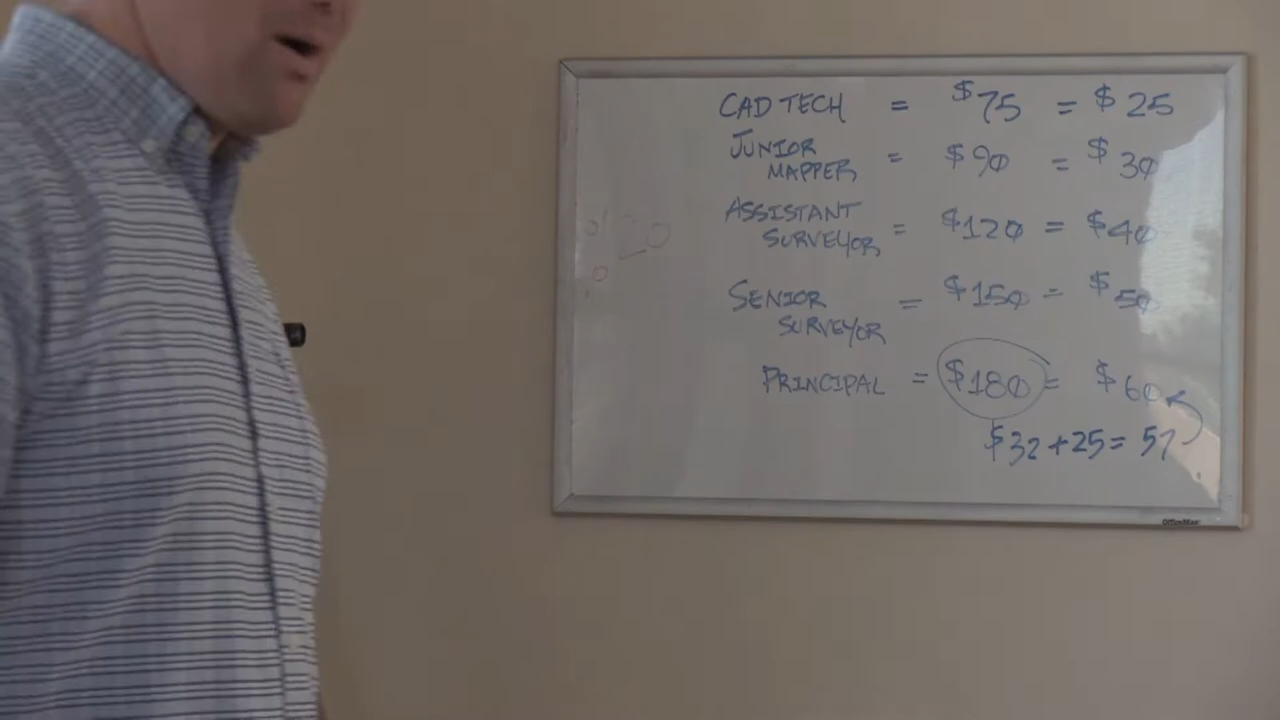 CAD TECH = $75 = $25
JUNIOR
MAPPER = $90 = $30
ASSISTANT
SURVEYOR = $120 = $40
SENIOR
SURVEYOR = $150 = $50
PRINCIPAL = $180 = $60
$32 + 25 = 57
OfficeMax